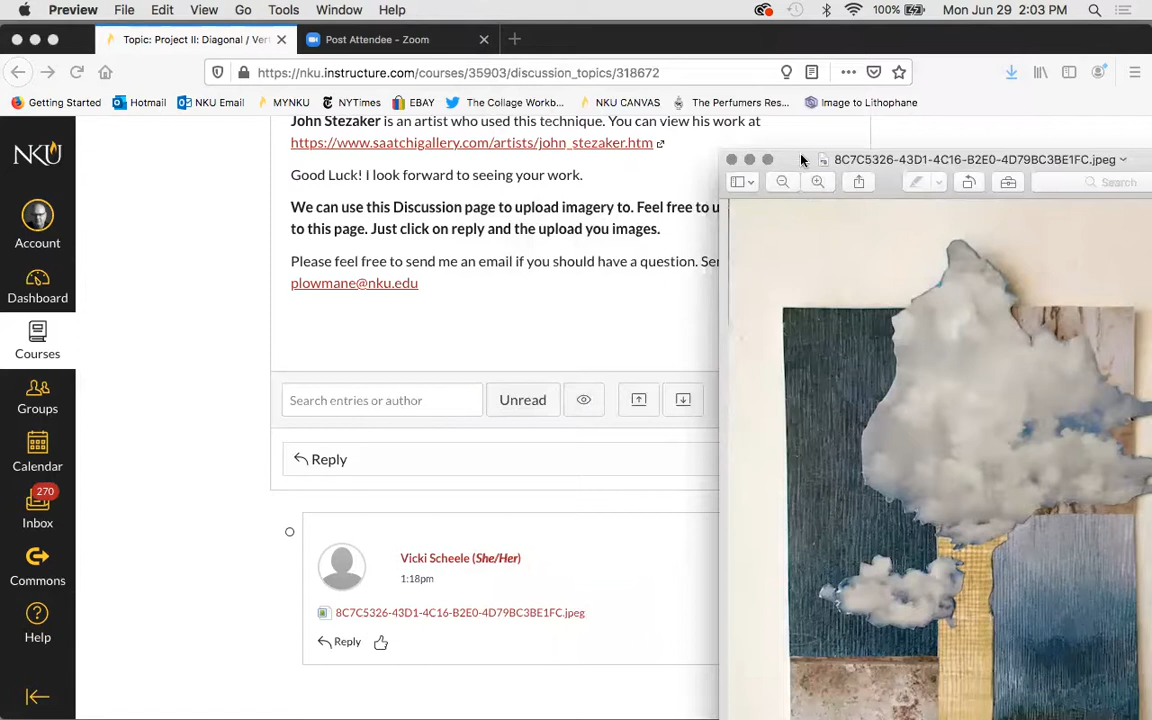 Preview File Edit View Go Tools Window Help 100% Mon Jun 29 2:03 PM
Topic: Project II: Diagonal / Ver Post Attendee - Zoom
https://nku.instructure.com/courses/35903/discussion_topics/318672
Getting Started Hotmail NKU Email MYNKU NYTimes EBAY The Collage Workb... NKU CANVAS The Perfumers Res... Image to Lithophane
NKU
Account
Dashboard
Courses
Groups
Calendar
270
Inbox
Commons
Help
John Stezaker is an artist who used this technique. You can view his work at
https://www.saatchigallery.com/artists/john_stezaker.htm
Good Luck! I look forward to seeing your work.
We can use this Discussion page to upload imagery to. Feel free to u
to this page. Just click on reply and the upload you images.
Please feel free to send me an email if you should have a question. Ser
plowmane@nku.edu
Search entries or author Unread
Reply
Vicki Scheele (She/Her)
1:18pm
8C7C5326-43D1-4C16-B2E0-4D79BC3BE1FC.jpeg
Reply
8C7C5326-43D1-4C16-B2E0-4D79BC3BE1FC.jpeg
Search